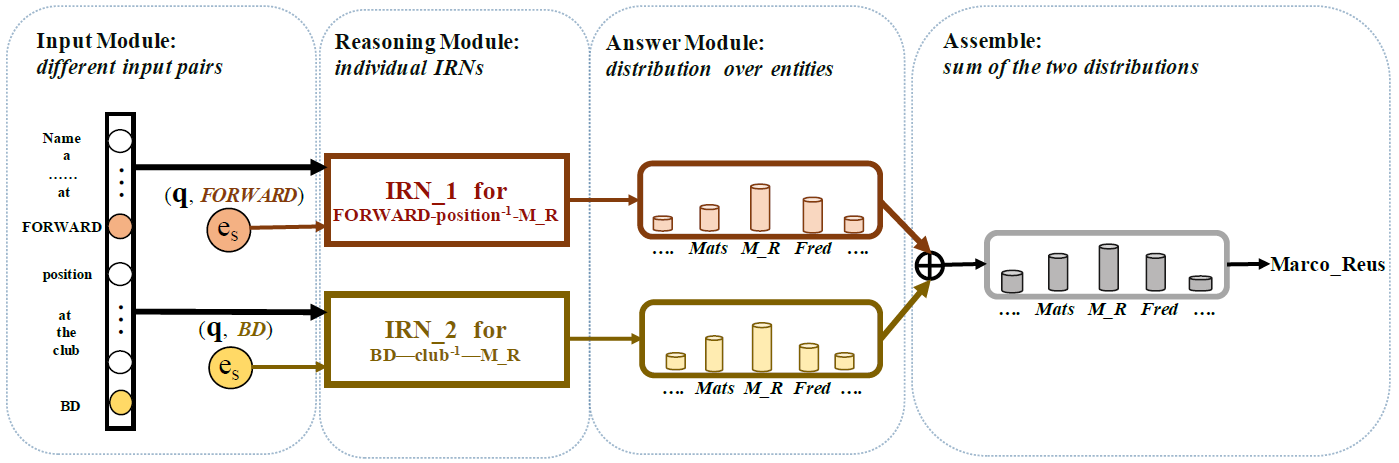 Input Module:
different input pairs
Name
a
......
at
FORWARD
position
at
the
club
BD
(q, FORWARD)
eₛ
(q, BD)
eₛ
Reasoning Module:
individual IRNs
IRN_1 for
FORWARD-position⁻¹-M_R
IRN_2 for
BD—club⁻¹—M_R
Answer Module:
distribution over entities
.... Mats M_R Fred ....
.... Mats M_R Fred ....
Assemble:
sum of the two distributions
.... Mats M_R Fred ....
Marco_Reus